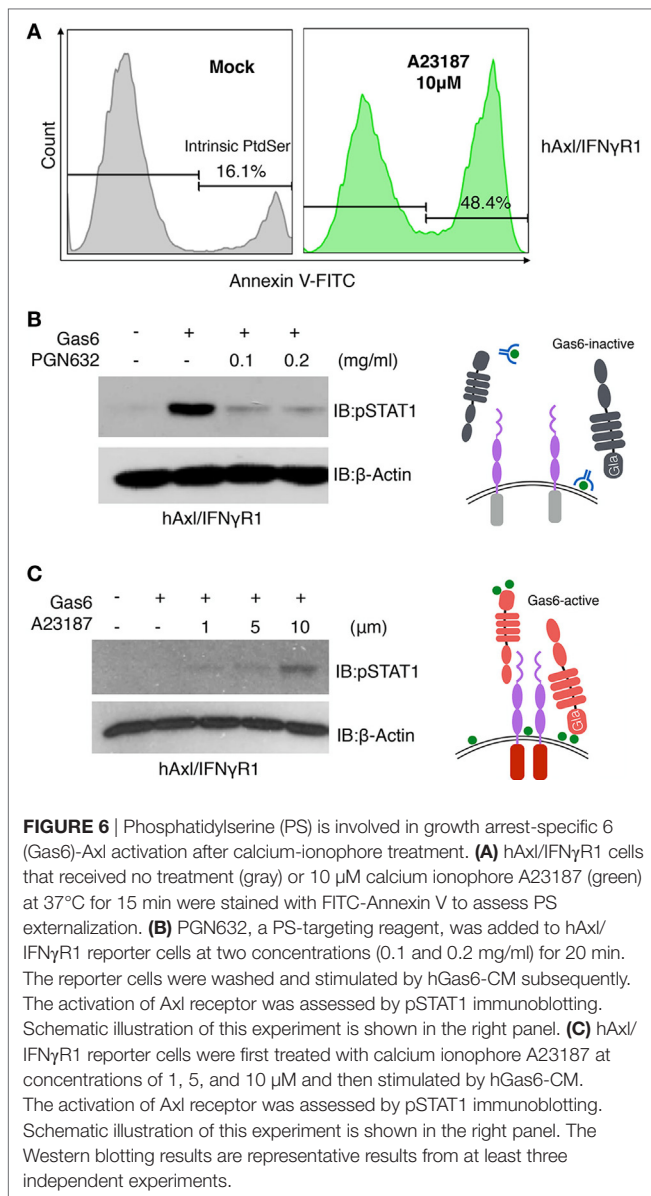 A
Mock
A23187
10µM
Count
Intrinsic PtdSer
16.1%
48.4%
hAxl/IFNγR1
Annexin V-FITC
B
Gas6 - + + +
PGN632 - - 0.1 0.2 (mg/ml)
IB:pSTAT1
IB:β-Actin
hAxl/IFNγR1
Gas6-inactive
Gla
C
Gas6 - + + + +
A23187 - - 1 5 10 (µm)
IB:pSTAT1
IB:β-Actin
hAxl/IFNγR1
Gas6-active
Gla
FIGURE 6 | Phosphatidylserine (PS) is involved in growth arrest-specific 6
(Gas6)-Axl activation after calcium-ionophore treatment. (A) hAxl/IFNγR1 cells
that received no treatment (gray) or 10 µM calcium ionophore A23187 (green)
at 37°C for 15 min were stained with FITC-Annexin V to assess PS
externalization. (B) PGN632, a PS-targeting reagent, was added to hAxl/
IFNγR1 reporter cells at two concentrations (0.1 and 0.2 mg/ml) for 20 min.
The reporter cells were washed and stimulated by hGas6-CM subsequently.
The activation of Axl receptor was assessed by pSTAT1 immunoblotting.
Schematic illustration of this experiment is shown in the right panel. (C) hAxl/
IFNγR1 reporter cells were first treated with calcium ionophore A23187 at
concentrations of 1, 5, and 10 µM and then stimulated by hGas6-CM.
The activation of Axl receptor was assessed by pSTAT1 immunoblotting.
Schematic illustration of this experiment is shown in the right panel. The
Western blotting results are representative results from at least three
independent experiments.